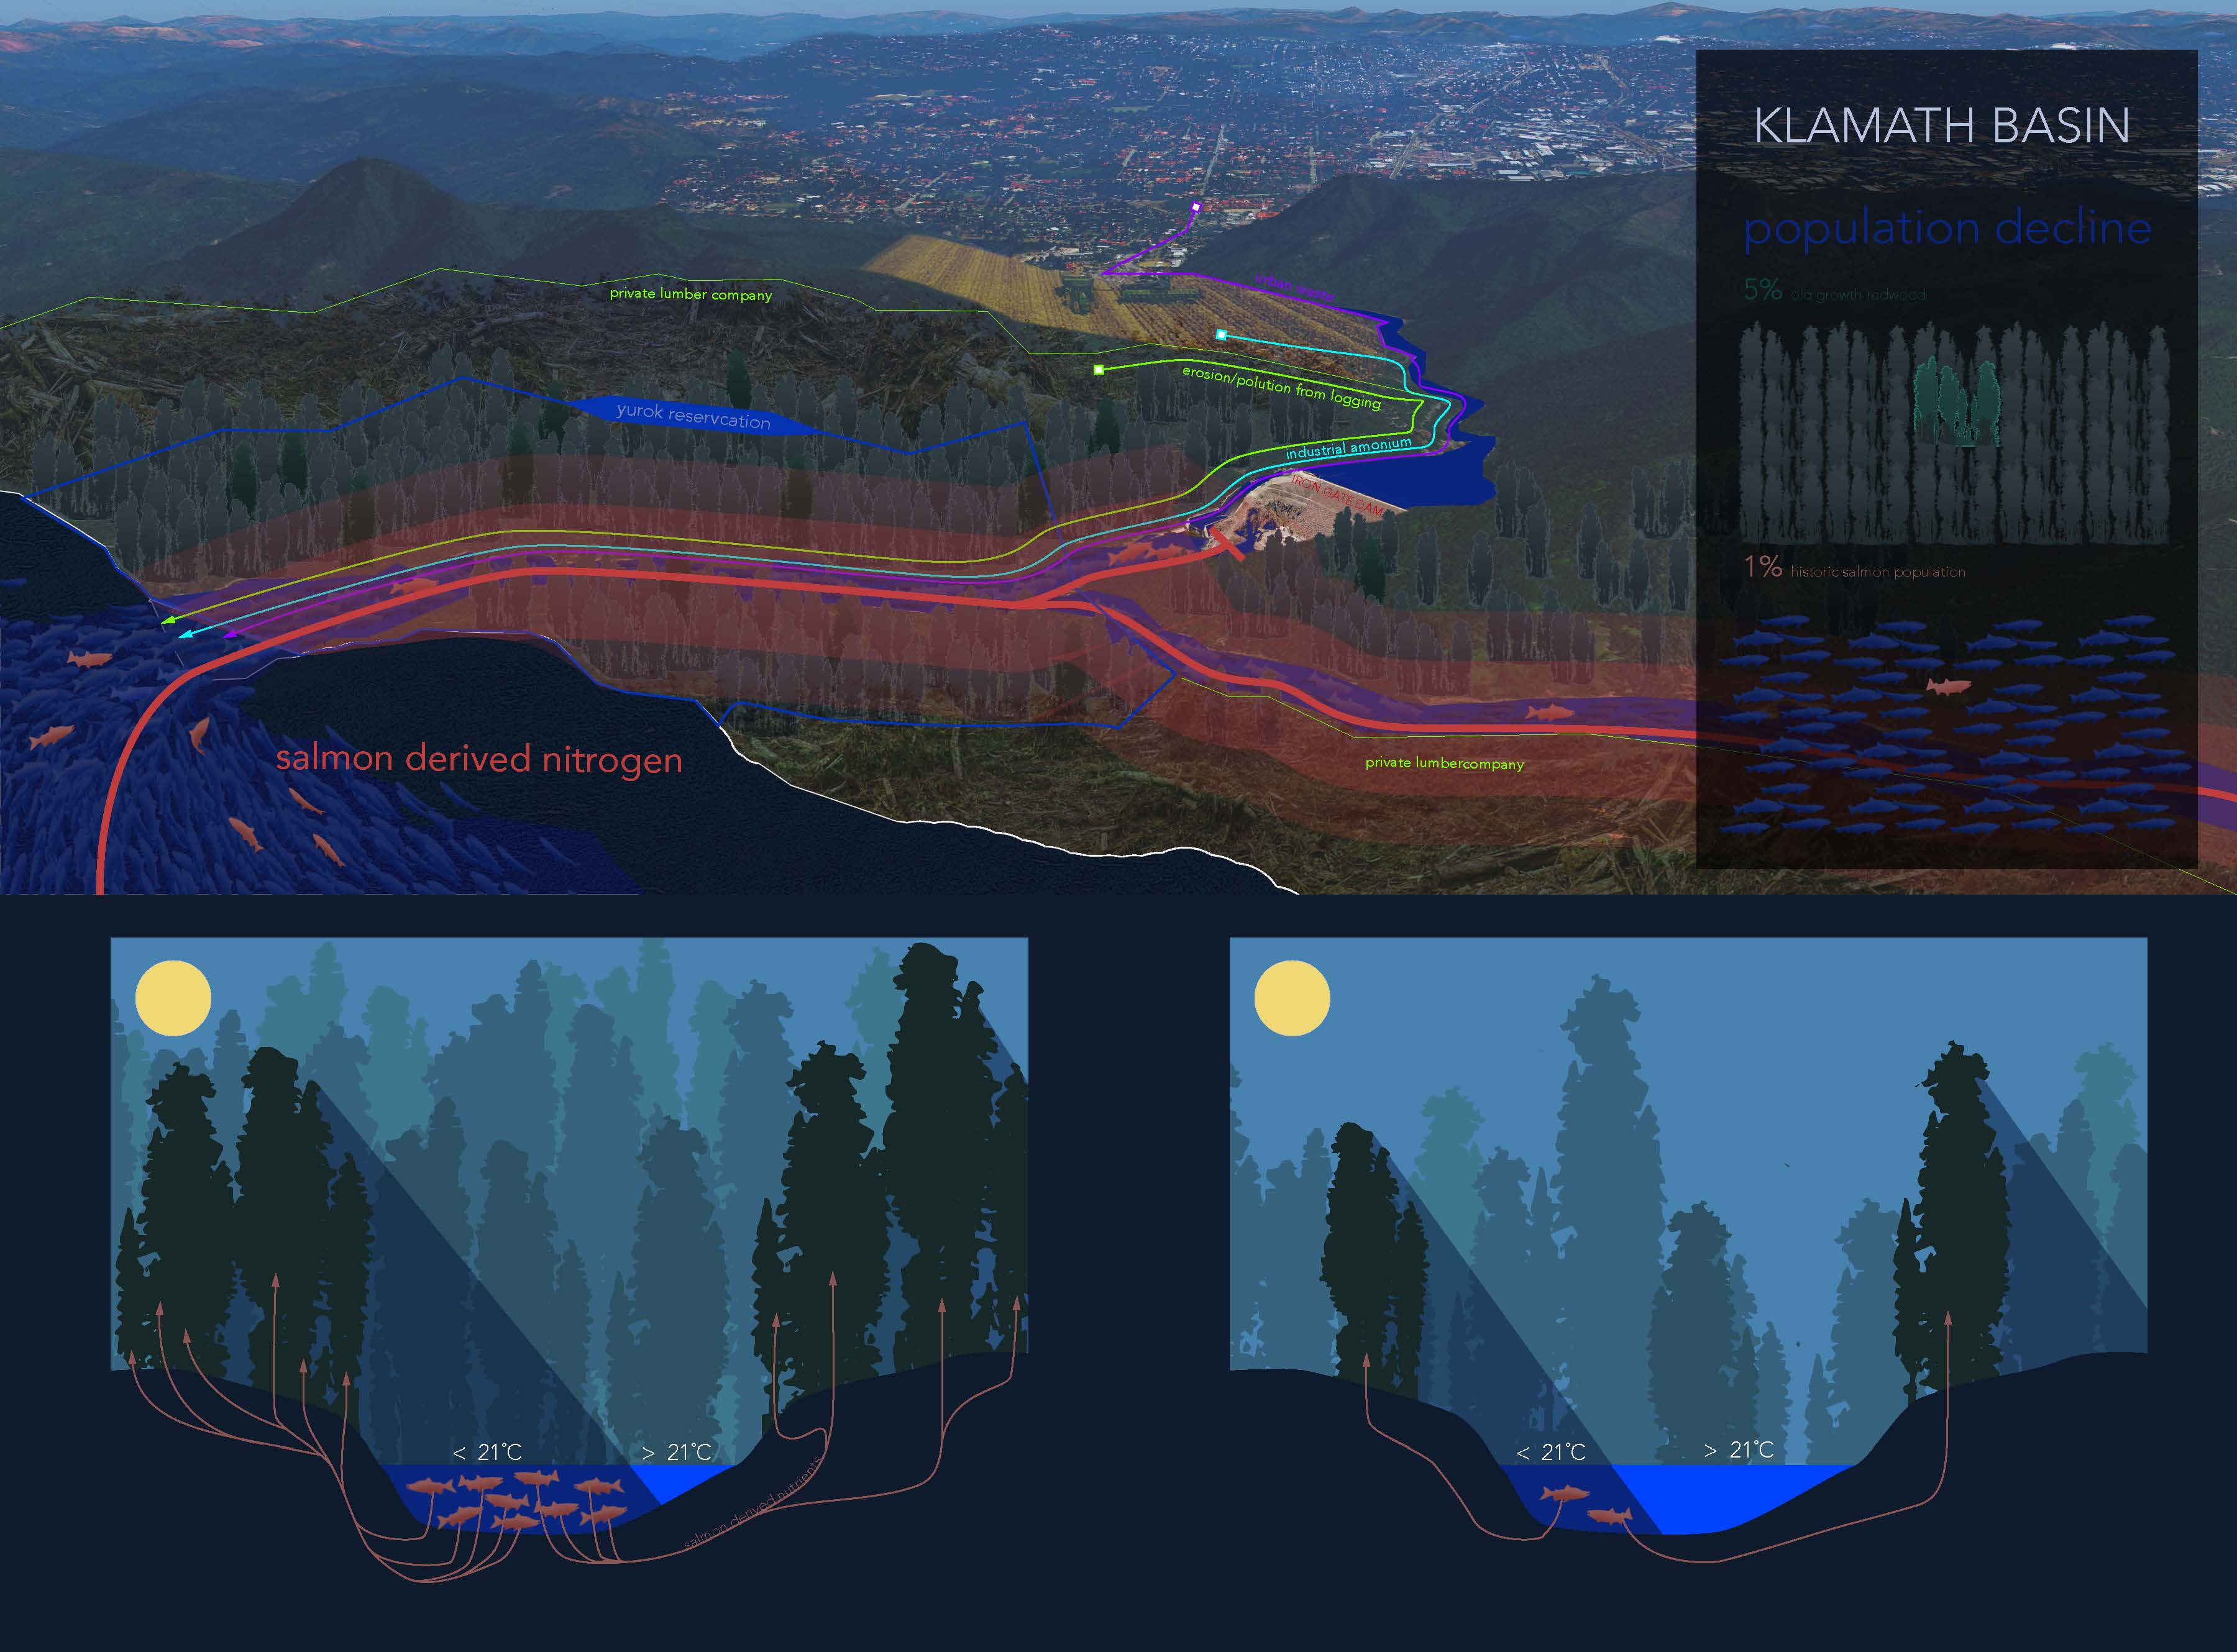 KLAMATH BASIN
population decline
5% old growth redwood
1% historic salmon population
private lumber company
urban waste
erosion/polution from logging
yurok reservcation
industrial amonium
IRON GATE DAM
salmon derived nitrogen
private lumbercompany
< 21°C
> 21°C
salmon derived nutrients
< 21°C
> 21°C